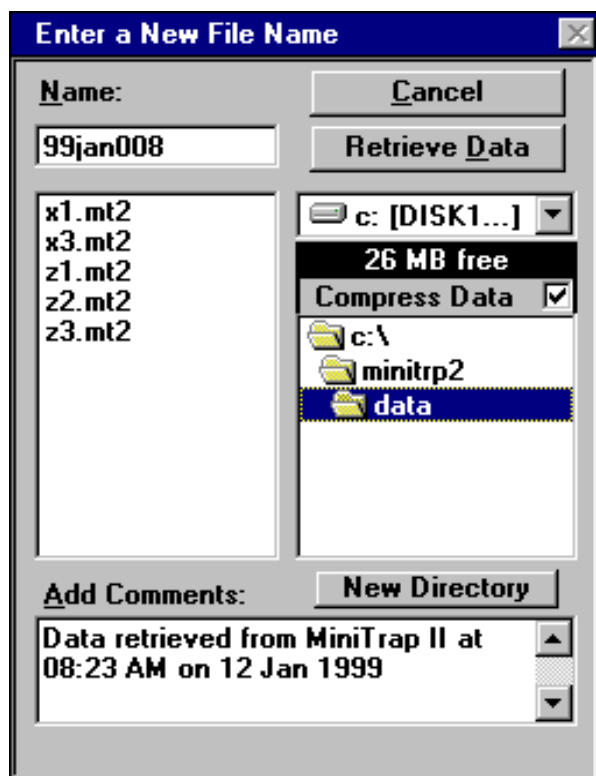 Enter a New File Name
Name:
Cancel
99jan008
Retrieve Data
x1.mt2
x3.mt2
z1.mt2
z2.mt2
z3.mt2
c: [DISK1...]
26 MB free
Compress Data
c:\
minitrp2
data
Add Comments:
New Directory
Data retrieved from MiniTrap II at
08:23 AM on 12 Jan 1999